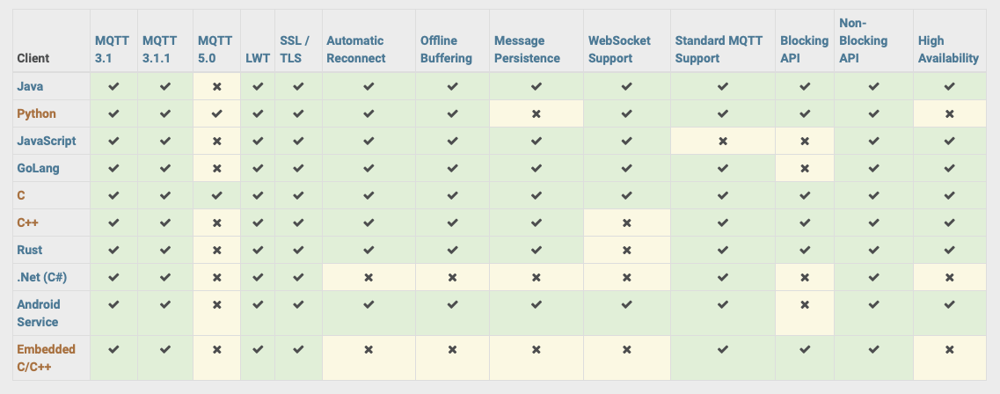 Client MQTT 3.1 MQTT 3.1.1 MQTT 5.0 LWT SSL / TLS Automatic Reconnect Offline Buffering Message Persistence WebSocket Support Standard MQTT Support Blocking API Non-Blocking API High Availability
Java ✔ ✔ ✖ ✔ ✔ ✔ ✔ ✔ ✔ ✔ ✔ ✔ ✔
Python ✔ ✔ ✔ ✔ ✔ ✔ ✔ ✖ ✔ ✔ ✔ ✔ ✖
JavaScript ✔ ✔ ✖ ✔ ✔ ✔ ✔ ✔ ✔ ✖ ✖ ✔ ✔
GoLang ✔ ✔ ✖ ✔ ✔ ✔ ✔ ✔ ✔ ✔ ✖ ✔ ✔
C ✔ ✔ ✔ ✔ ✔ ✔ ✔ ✔ ✔ ✔ ✔ ✔ ✔
C++ ✔ ✔ ✖ ✔ ✔ ✔ ✔ ✔ ✖ ✔ ✔ ✔ ✔
Rust ✔ ✔ ✖ ✔ ✔ ✔ ✔ ✔ ✖ ✔ ✔ ✔ ✔
.Net (C#) ✔ ✔ ✖ ✔ ✔ ✖ ✖ ✖ ✖ ✔ ✖ ✔ ✖
Android Service ✔ ✔ ✖ ✔ ✔ ✔ ✔ ✔ ✔ ✔ ✖ ✔ ✔
Embedded C/C++ ✔ ✔ ✖ ✔ ✔ ✖ ✖ ✖ ✖ ✔ ✔ ✔ ✖